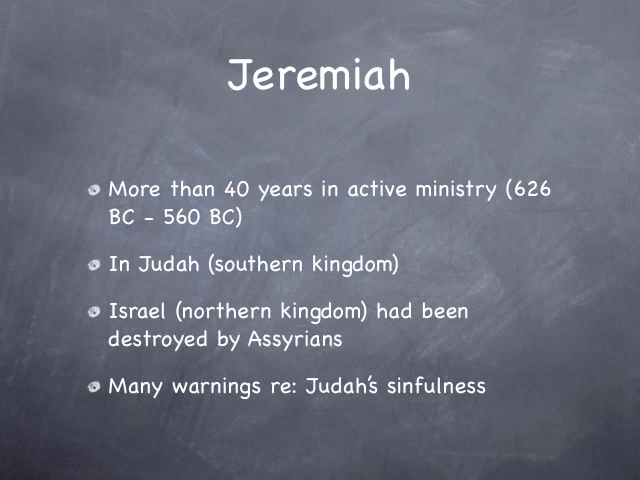 Jeremiah
More than 40 years in active ministry (626
BC - 560 BC)
In Judah (southern kingdom)
Israel (northern kingdom) had been
destroyed by Assyrians
Many warnings re: Judah's sinfulness